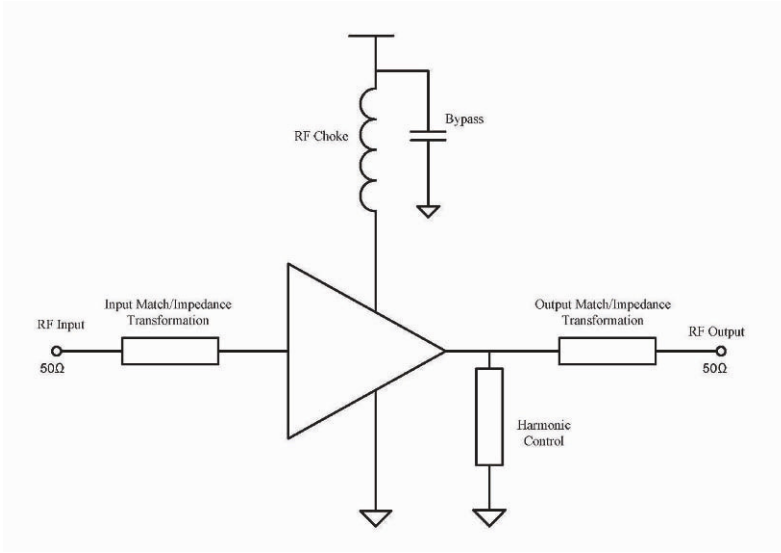 RF Choke
Bypass
Input Match/Impedance
Transformation
Output Match/Impedance
Transformation
RF Input
50Ω
RF Output
50Ω
Harmonic
Control